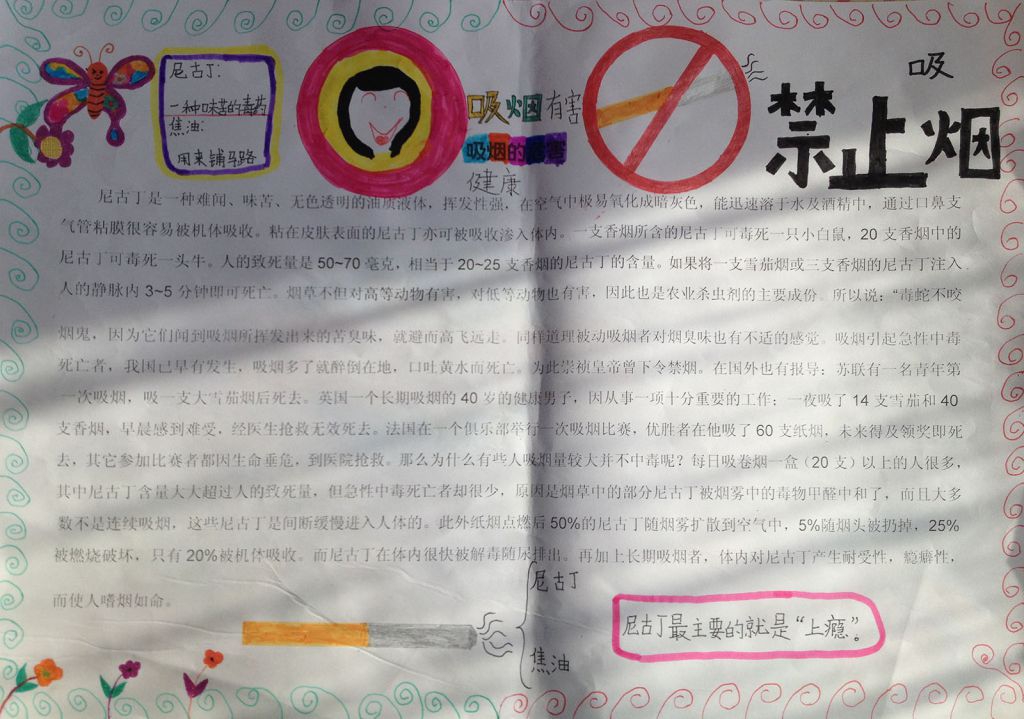 吸
禁止烟
尼古丁:
一种味苦的毒药
焦油:
用来铺马路
吸烟有害
吸烟的危害
健康
尼古丁是一种难闻、味苦、无色透明的油质液体，挥发性强，在空气中极易氧化成暗灰色，能迅速溶于水及酒精中，通过口鼻支
气管粘膜很容易被机体吸收。粘在皮肤表面的尼古丁亦可被吸收渗入体内。一支香烟所含的尼古丁可毒死一只小白鼠，20 支香烟中的
尼古丁可毒死一头牛。人的致死量是 50~70 毫克，相当于 20~25 支香烟的尼古丁的含量。如果将一支雪茄烟或三支香烟的尼古丁注入
人的静脉内 3~5 分钟即可死亡。烟草不但对高等动物有害，对低等动物也有害，因此也是农业杀虫剂的主要成份。所以说：“毒蛇不咬
烟鬼，因为它们闻到吸烟所挥发出来的苦臭味，就避而高飞远走。同样道理被动吸烟者对烟臭味也有不适的感觉。吸烟引起急性中毒
死亡者，我国已早有发生，吸烟多了就醉倒在地，口吐黄水而死亡。为此崇祯皇帝曾下令禁烟。在国外也有报导：苏联有一名青年第
一次吸烟，吸一支大雪茄烟后死去。英国一个长期吸烟的 40 岁的健康男子，因从事一项十分重要的工作；一夜吸了 14 支雪茄和 40
支香烟，早晨感到难受，经医生抢救无效死去。法国在一个俱乐部举行一次吸烟比赛，优胜者在他吸了 60 支纸烟，未来得及领奖即死
去，其它参加比赛者都因生命垂危，到医院抢救。那么为什么有些人吸烟量较大并不中毒呢？每日吸卷烟一盒（20 支）以上的人很多，
其中尼古丁含量大大超过人的致死量，但急性中毒死亡者却很少，原因是烟草中的部分尼古丁被烟雾中的毒物甲醛中和了，而且大多
数不是连续吸烟，这些尼古丁是间断缓慢进入人体的。此外纸烟点燃后 50%的尼古丁随烟雾扩散到空气中，5%随烟头被扔掉，25%
被燃烧破坏，只有 20%被机体吸收。而尼古丁在体内很快被解毒随尿排出。再加上长期吸烟者，体内对尼古丁产生耐受性，瘾癖性，
而使人嗜烟如命。
尼古丁
焦油
尼古丁最主要的就是“上瘾”。